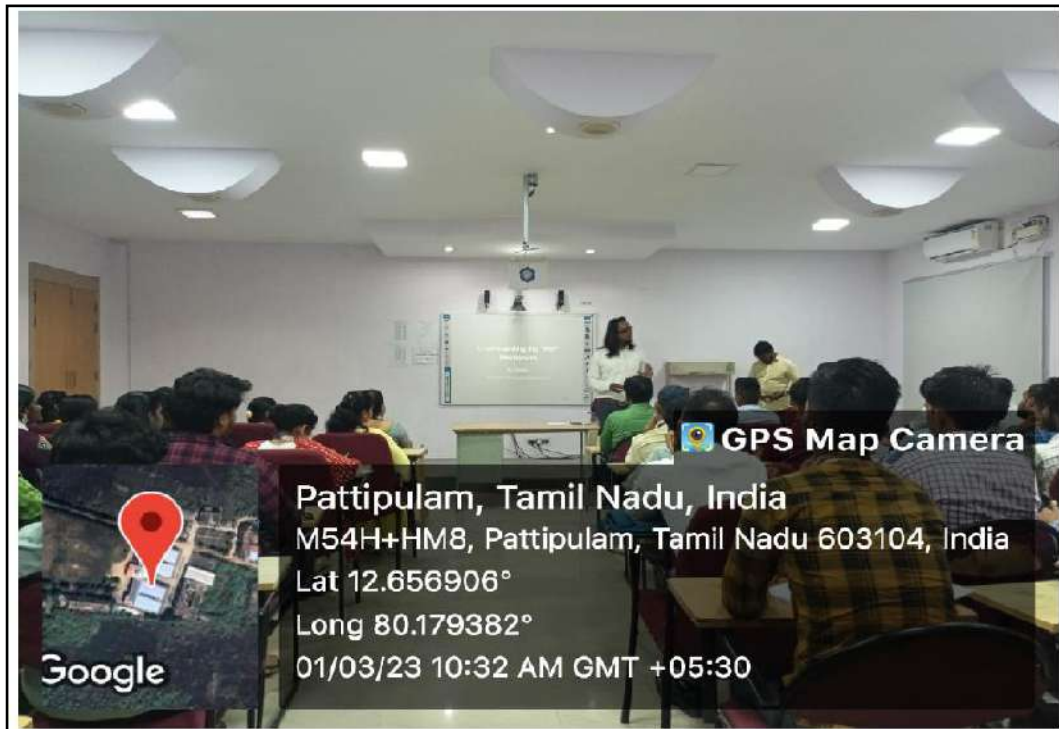 GPS Map Camera
Pattipulam, Tamil Nadu, India
M54H+HM8, Pattipulam, Tamil Nadu 603104, India
Lat 12.656906°
Long 80.179382°
01/03/23 10:32 AM GMT +05:30
Google